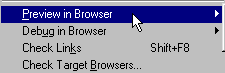 Preview in Browser
Debug in Browser
Check Links Shift+F8
Check Target Browsers...